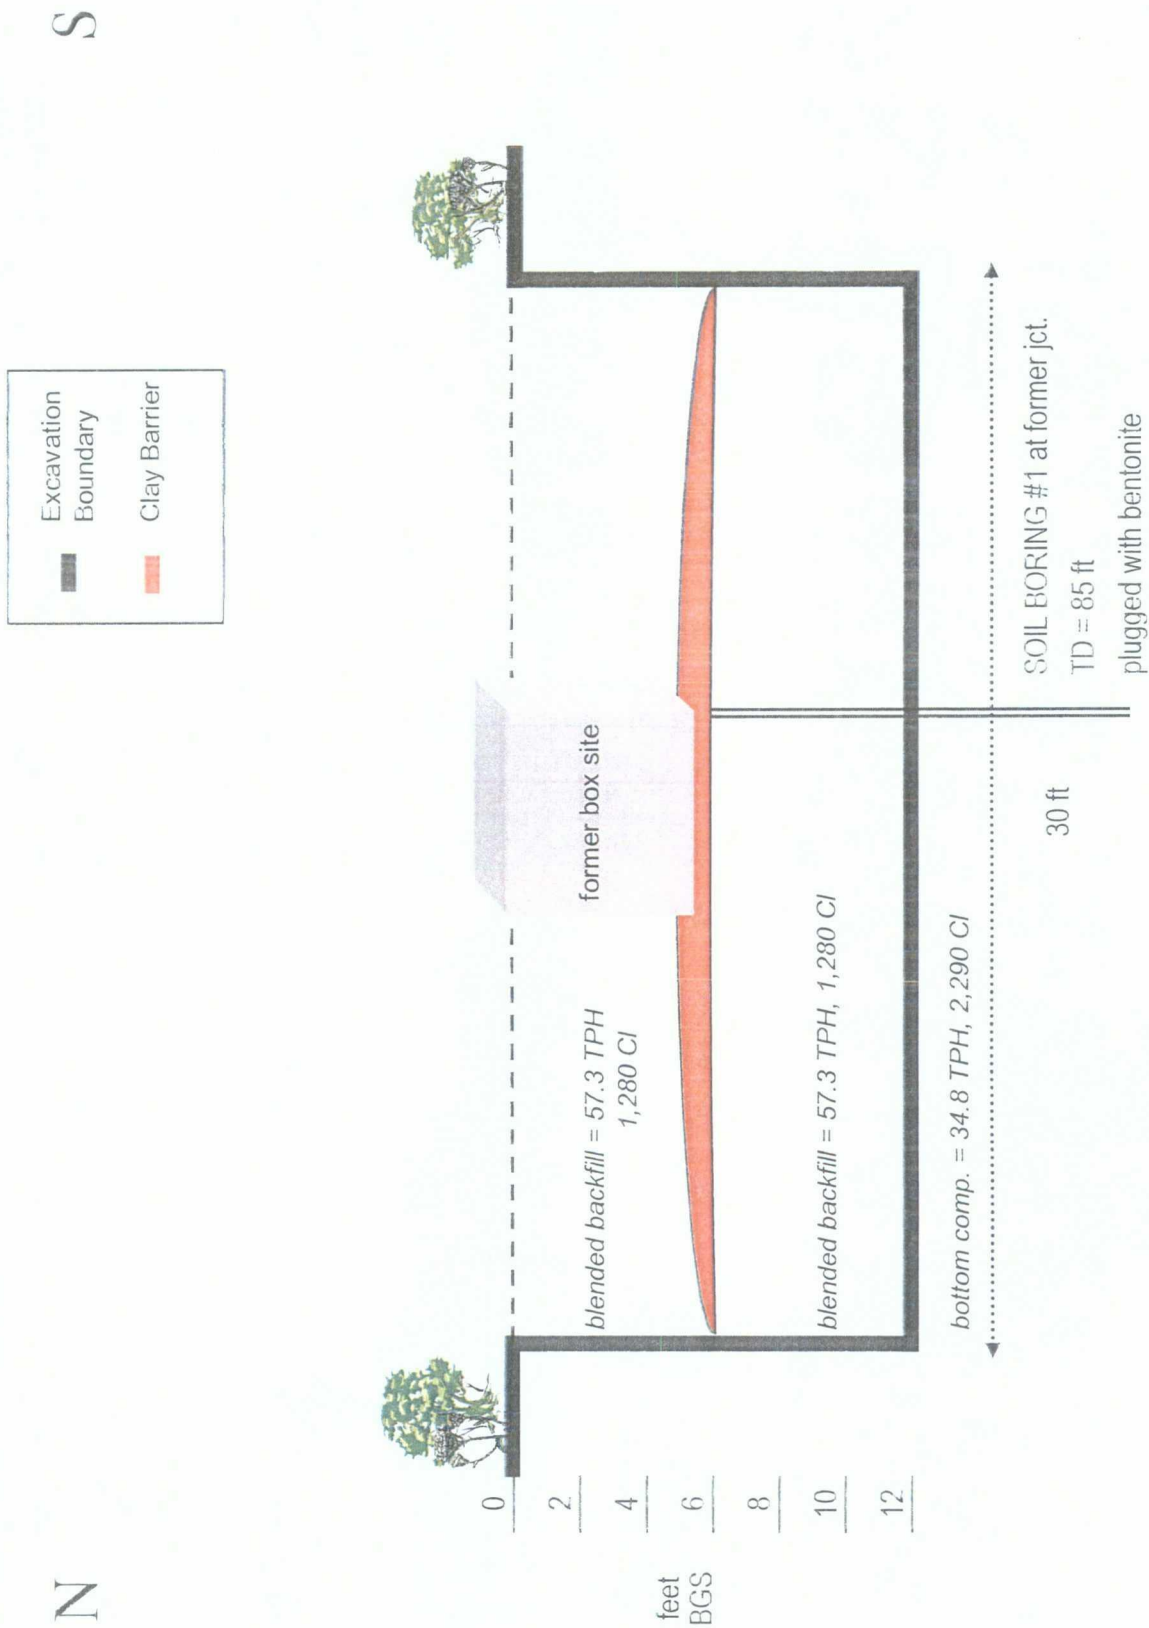 N
S
Excavation
Boundary
Clay Barrier
feet
BGS
0
2
4
6
8
10
12
former box site
blended backfill = 57.3 TPH
1,280 Cl
blended backfill = 57.3 TPH, 1,280 Cl
bottom comp. = 34.8 TPH, 2,290 Cl
30 ft
SOIL BORING #1 at former jct.
TD = 85 ft
plugged with bentonite